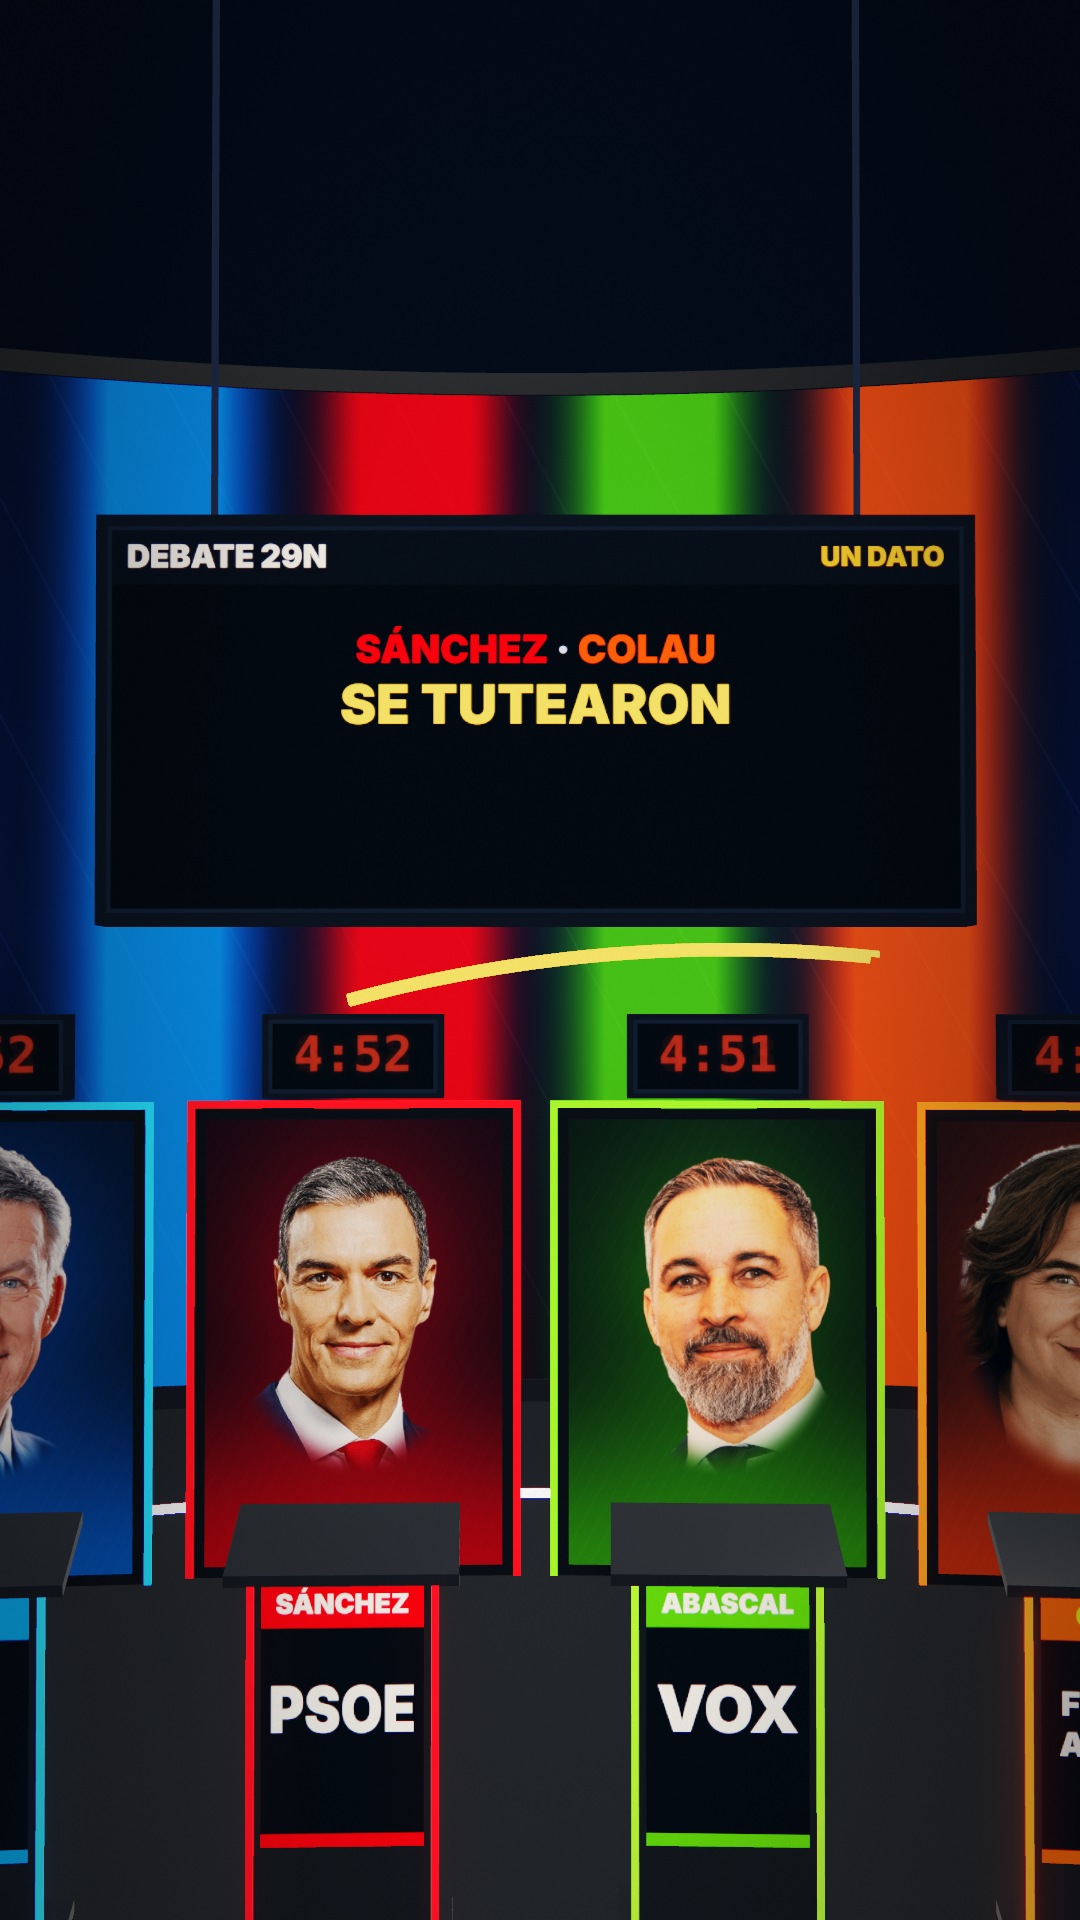 DEBATE 29N
UN DATO
SÁNCHEZ · COLAU
SE TUTEARON
4:52
4:51
SÁNCHEZ
ABASCAL
PSOE
VOX